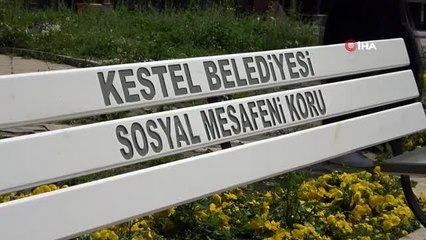 İHA
KESTEL BELEDİYESİ
SOSYAL MESAFENİ KORU